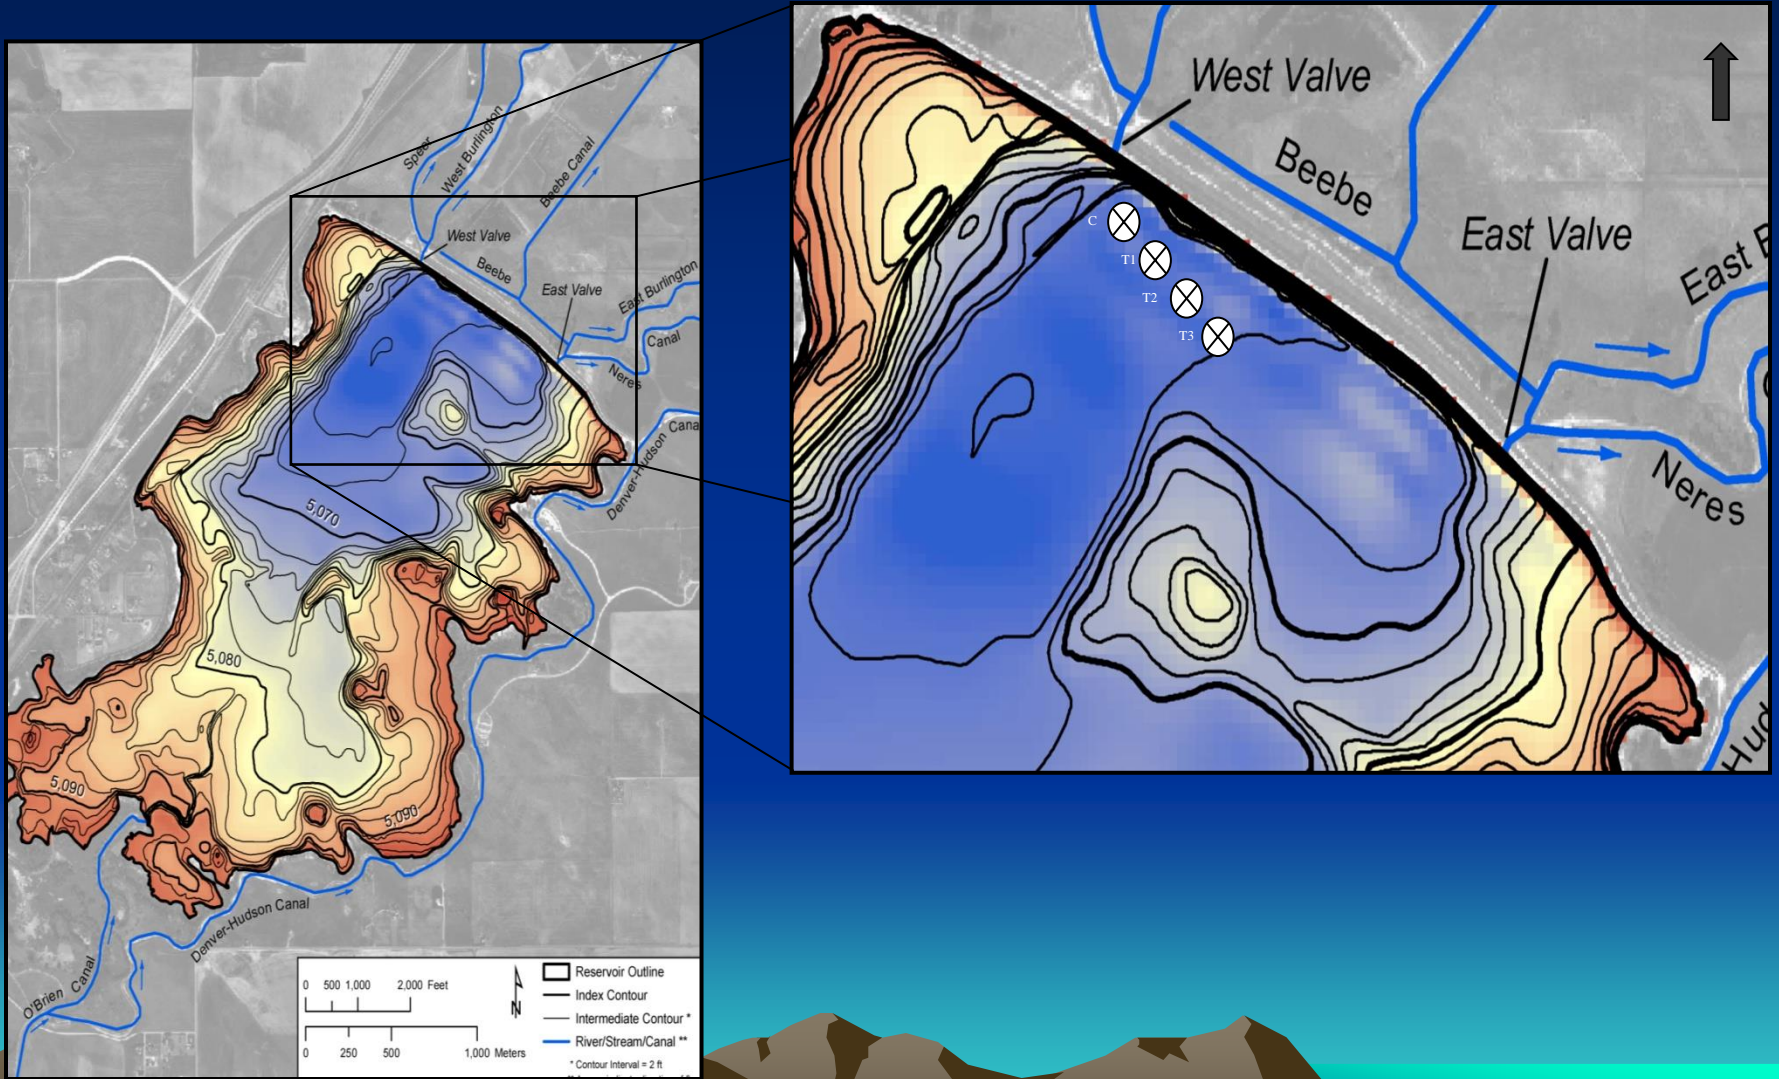 Speer
West Burlington
Beebe Canal
West Valve
Beebe
East Valve
East Burlington
Canal
Neres
Canal
Denver-Hudson
5,070
5,080
5,090
5,090
Denver-Hudson Canal
O'Brien Canal
0 500 1,000 2,000 Feet
0 250 500 1,000 Meters
N
Reservoir Outline
Index Contour
Intermediate Contour *
River/Stream/Canal **
* Contour Interval = 2 ft
West Valve
Beebe
East Valve
East B
Neres
Hud
C
T1
T2
T3